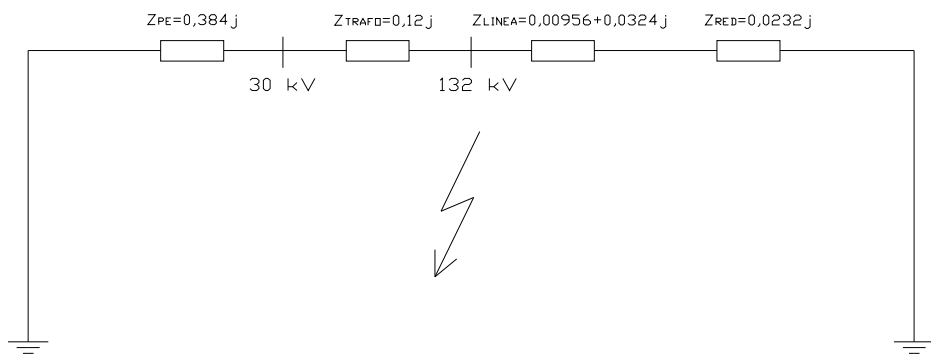 ZPE=0,384j ZTRAFO=0,12j ZLINEA=0,00956+0,0324j ZRED=0,0232j
30 kV 132 kV